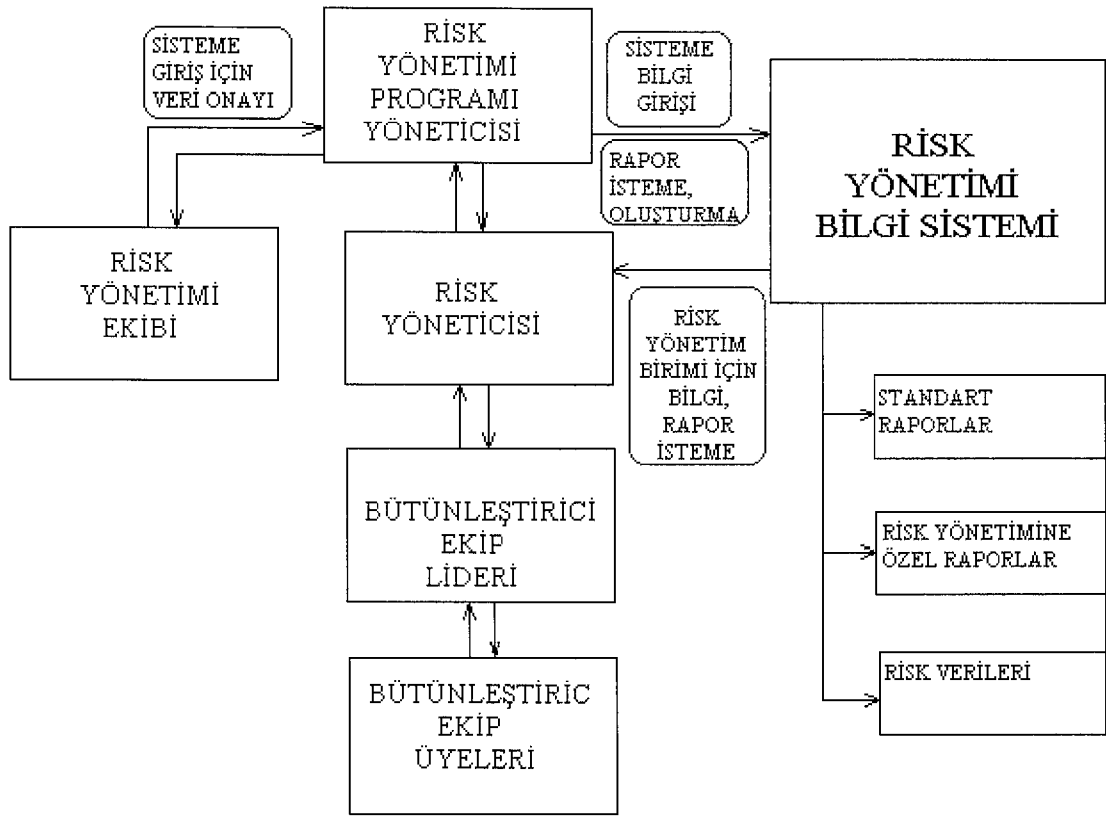 SİSTEME
GİRİŞ İÇİN
VERİ ONAYI
RİSK
YÖNETİMİ
PROGRAMI
YÖNETİCİSİ
SİSTEME
BİLGİ
GİRİŞİ
RAPOR
İSTEME,
OLUŞTURMA
RİSK
YÖNETİMİ
BİLGİ SİSTEMİ
RİSK
YÖNETİMİ
EKİBİ
RİSK
YÖNETİCİSİ
RİSK
YÖNETİM
BİRİMİ İÇİN
BİLGİ,
RAPOR
İSTEME
STANDART
RAPORLAR
BÜTÜNLEŞTİRİCİ
EKİP
LİDERİ
RİSK YÖNETİMİNE
ÖZEL RAPORLAR
BÜTÜNLEŞTİRİC
EKİP
ÜYELERİ
RİSK VERİLERİ